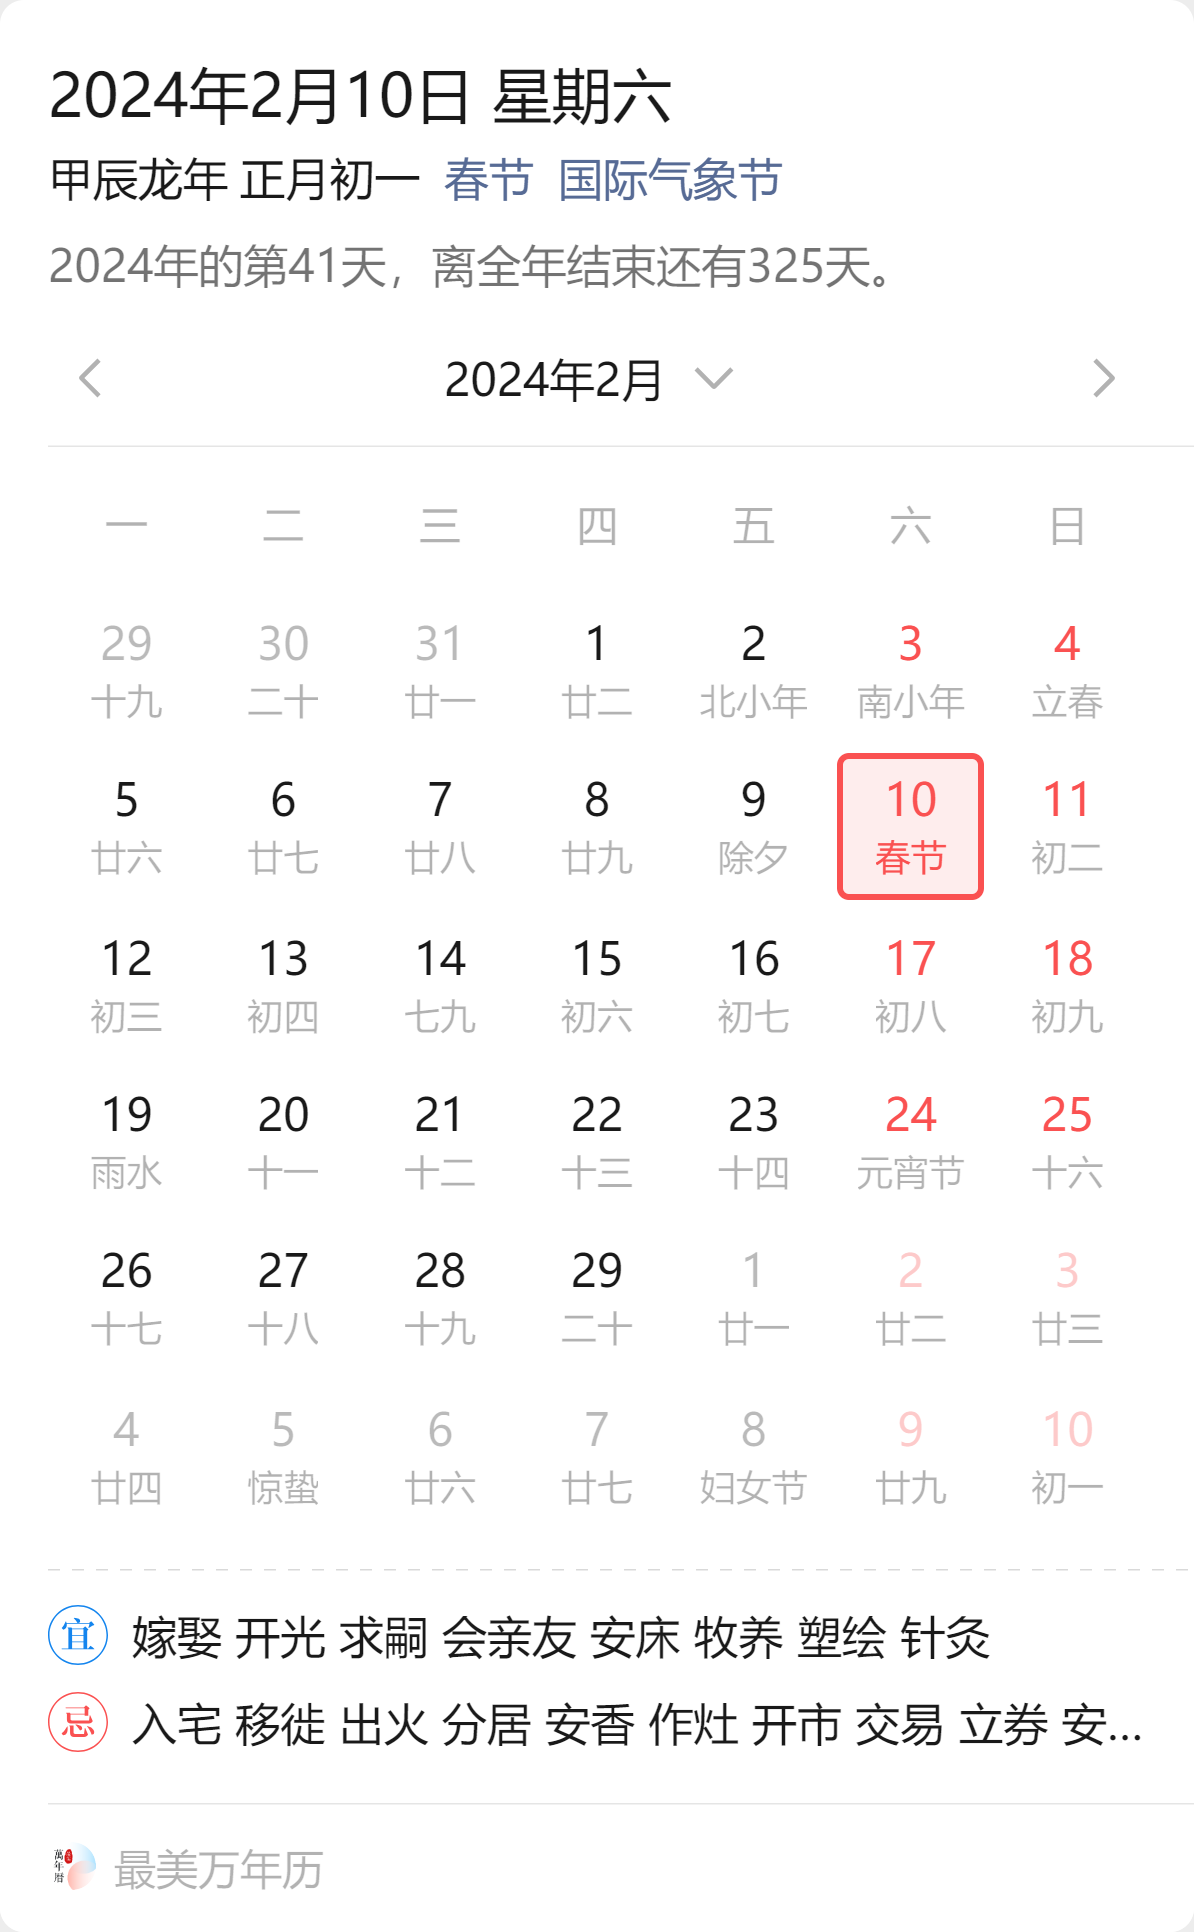 2024年2月10日 星期六
甲辰龙年 正月初一 春节 国际气象节
2024年的第41天，离全年结束还有325天。
2024年2月
一 二 三 四 五 六 日
29 30 31 1 2 3 4
十九 二十 廿一 廿二 北小年 南小年 立春
5 6 7 8 9 10 11
廿六 廿七 廿八 廿九 除夕 春节 初二
12 13 14 15 16 17 18
初三 初四 七九 初六 初七 初八 初九
19 20 21 22 23 24 25
雨水 十一 十二 十三 十四 元宵节 十六
26 27 28 29 1 2 3
十七 十八 十九 二十 廿一 廿二 廿三
4 5 6 7 8 9 10
廿四 惊蛰 廿六 廿七 妇女节 廿九 初一
宜 嫁娶 开光 求嗣 会亲友 安床 牧养 塑绘 针灸
忌 入宅 移徙 出火 分居 安香 作灶 开市 交易 立券 安...
萬年曆
最美万年历